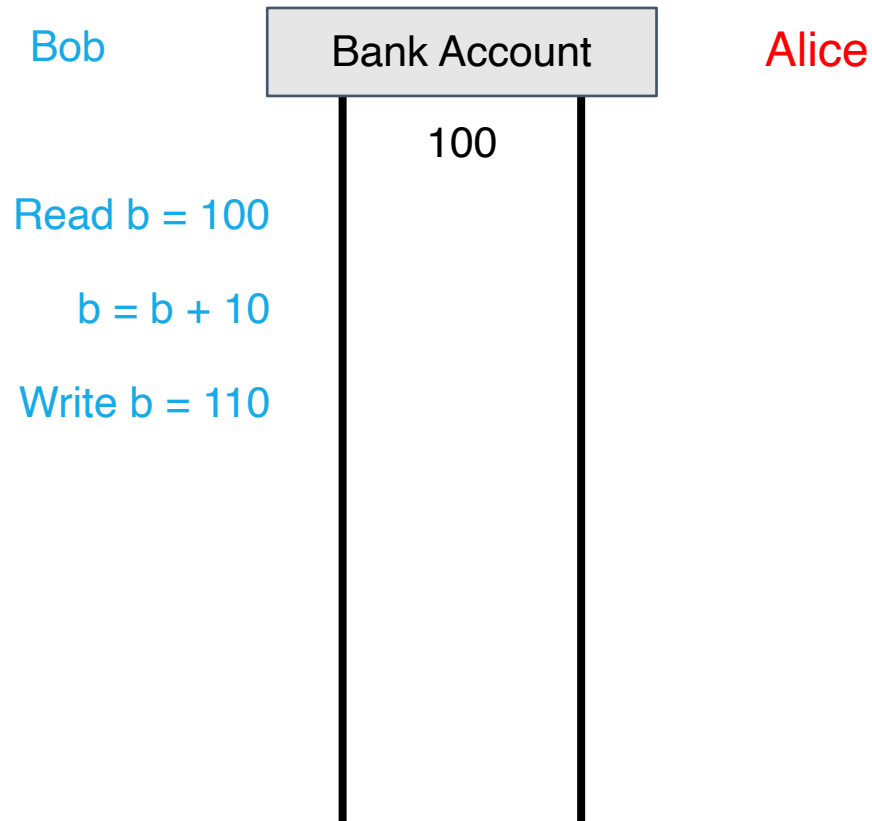 Bob
Bank Account
Alice
100
Read b = 100
b = b + 10
Write b = 110